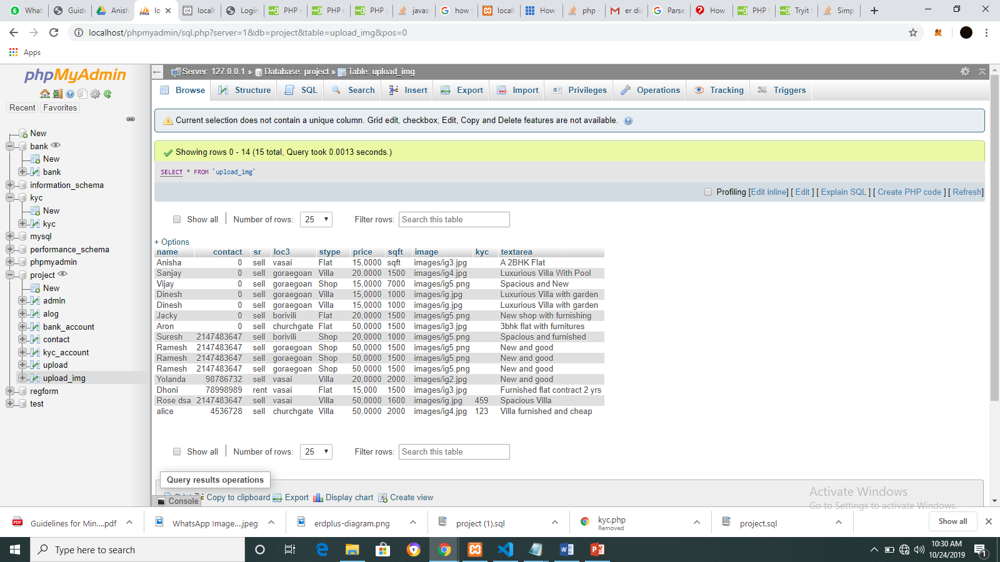 What
Guide
Anish
lo
localh
Login
PHP r
PHP r
PHP r
javas
how
locall
How
php -
er dia
Parse
How
PHP
Tryit
Simp
localhost/phpmyadmin/sql.php?server=1&db=project&table=upload_img&pos=0
Apps
phpMyAdmin
Recent Favorites
New
bank
New
bank
information_schema
kyc
New
kyc
mysql
performance_schema
phpmyadmin
project
New
admin
alog
bank_account
contact
kyc_account
upload
upload_img
regform
test
Server: 127.0.0.1 » Database: project » Table: upload_img
Browse Structure SQL Search Insert Export Import Privileges Operations Tracking Triggers
Current selection does not contain a unique column. Grid edit, checkbox, Edit, Copy and Delete features are not available.
Showing rows 0 - 14 (15 total, Query took 0.0013 seconds.)
SELECT * FROM `upload_img`
Profiling [Edit inline] [ Edit ] [ Explain SQL ] [ Create PHP code ] [ Refresh]
Show all | Number of rows: 25 Filter rows: Search this table
+ Options
name contact sr loc3 stype price sqft image kyc textarea
Anisha 0 sell vasai Flat 15,0000 sqft images/ig3.jpg A 2BHK Flat
Sanjay 0 sell goraegoan Villa 20,0000 1500 images/ig4.jpg Luxurious Villa With Pool
Vijay 0 sell goraegoan Shop 15,0000 7000 images/ig5.png Spacious and New
Dinesh 0 sell goraegoan Villa 15,0000 1000 images/ig.jpg Luxurious Villa with garden
Dinesh 0 sell goraegoan Villa 15,0000 1000 images/ig.jpg Luxurious Villa with garden
Jacky 0 sell borivili Flat 20,0000 1500 images/ig5.png New shop with furnishing
Aron 0 sell churchgate Flat 50,0000 1500 images/ig3.jpg 3bhk flat with furnitures
Suresh 2147483647 sell borivili Shop 20,0000 1000 images/ig5.png Spacious and furnished
Ramesh 2147483647 sell goraegoan Shop 50,0000 1500 images/ig5.png New and good
Ramesh 2147483647 sell goraegoan Shop 50,0000 1500 images/ig5.png New and good
Ramesh 2147483647 sell goraegoan Shop 50,0000 1500 images/ig5.png New and good
Yolanda 98786732 sell vasai Villa 20,0000 2000 images/ig2.jpg New and good
Dhoni 78998989 rent vasai Flat 15,000 1500 images/ig3.jpg Furnished flat contract 2 yrs
Rose dsa 2147483647 sell vasai Villa 50,0000 1600 images/ig.jpg 459 Spacious Villa
alice 4536728 sell churchgate Villa 50,0000 2000 images/ig4.jpg 123 Villa furnished and cheap
Show all | Number of rows: 25 Filter rows: Search this table
Query results operations
Copy to clipboard Export Display chart Create view
Console
Activate Windows
Go to Settings to activate Windows.
Guidelines for Min....pdf
WhatsApp Image....jpeg
erdplus-diagram.png
project (1).sql
kyc.php
Removed
project.sql
Show all
Type here to search
10:30 AM
10/24/2019
1